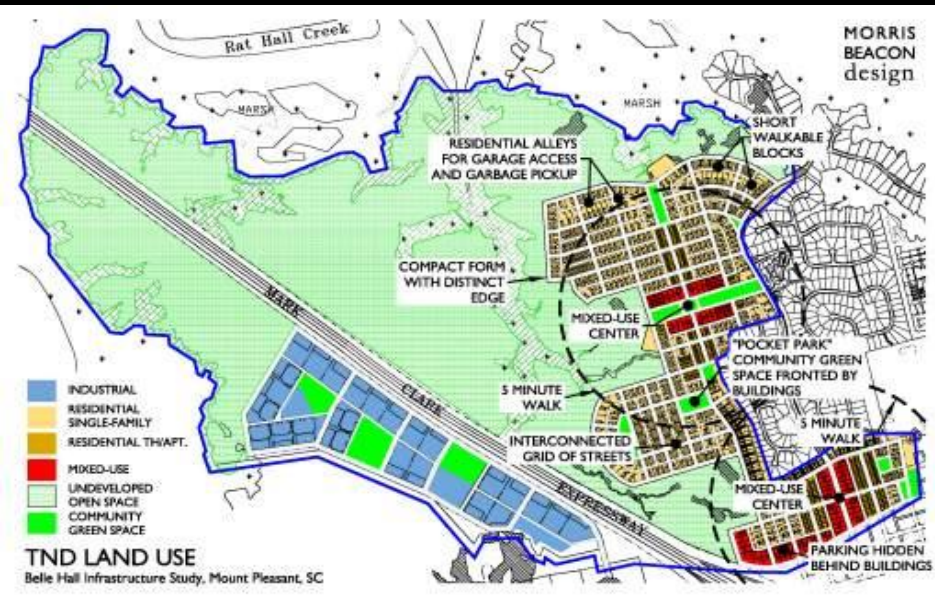 Rat Hall Creek
MORRIS
BEACON
design
MARSH
MARSH
SHORT
WALKABLE
BLOCKS
RESIDENTIAL ALLEYS
FOR GARAGE ACCESS
AND GARBAGE PICKUP
COMPACT FORM
WITH DISTINCT
EDGE
MARK
MIXED-USE
CENTER
"POCKET PARK"
COMMUNITY GREEN
SPACE FRONTED BY
BUILDINGS
CLARK
5 MINUTE
WALK
5 MINUTE
WALK
INTERCONNECTED
GRID OF STREETS
EXPRESSWAY
MIXED-USE
CENTER
PARKING HIDDEN
BEHIND BUILDINGS
INDUSTRIAL
RESIDENTIAL
SINGLE-FAMILY
RESIDENTIAL TH/APT.
MIXED-USE
UNDEVELOPED
OPEN SPACE
COMMUNITY
GREEN SPACE
TND LAND USE
Belle Hall Infrastructure Study, Mount Pleasant, SC